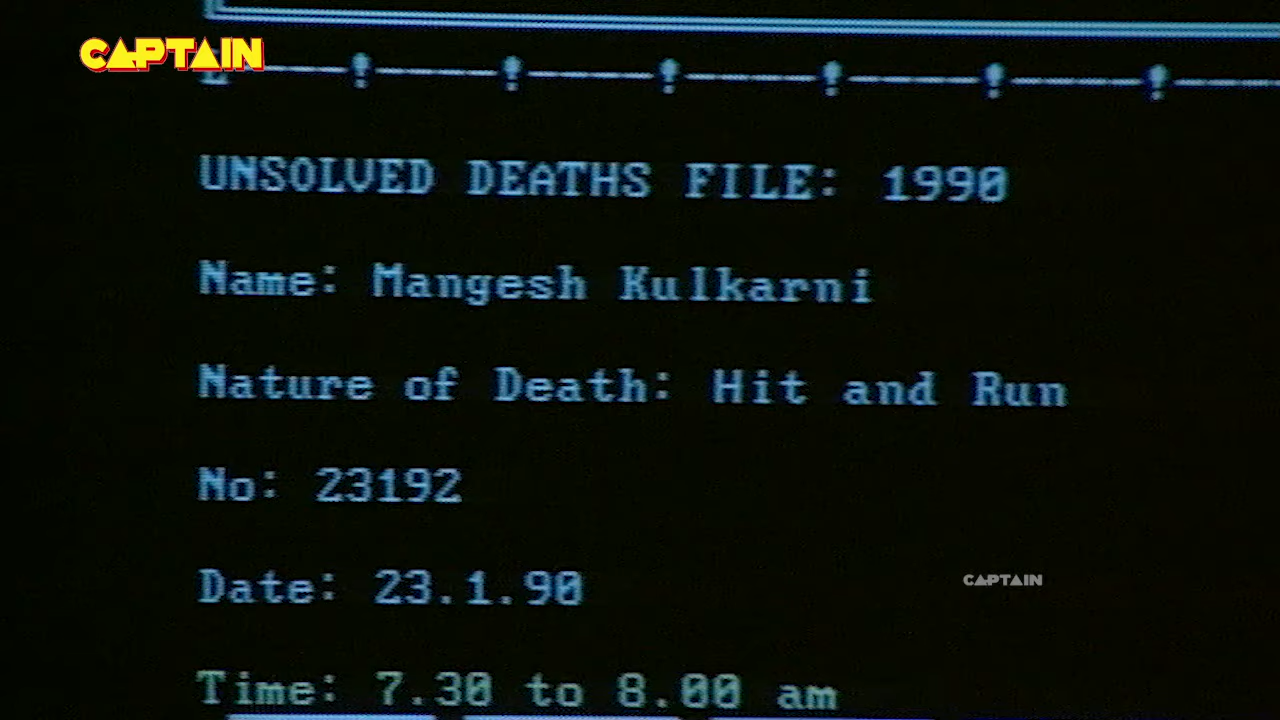 CAPTAIN
UNSOLVED DEATHS FILE: 1990
Name: Mangesh Kulkarni
Nature of Death: Hit and Run
No: 23192
Date: 23.1.90
CAPTAIN
Time: 7.30 to 8.00 am